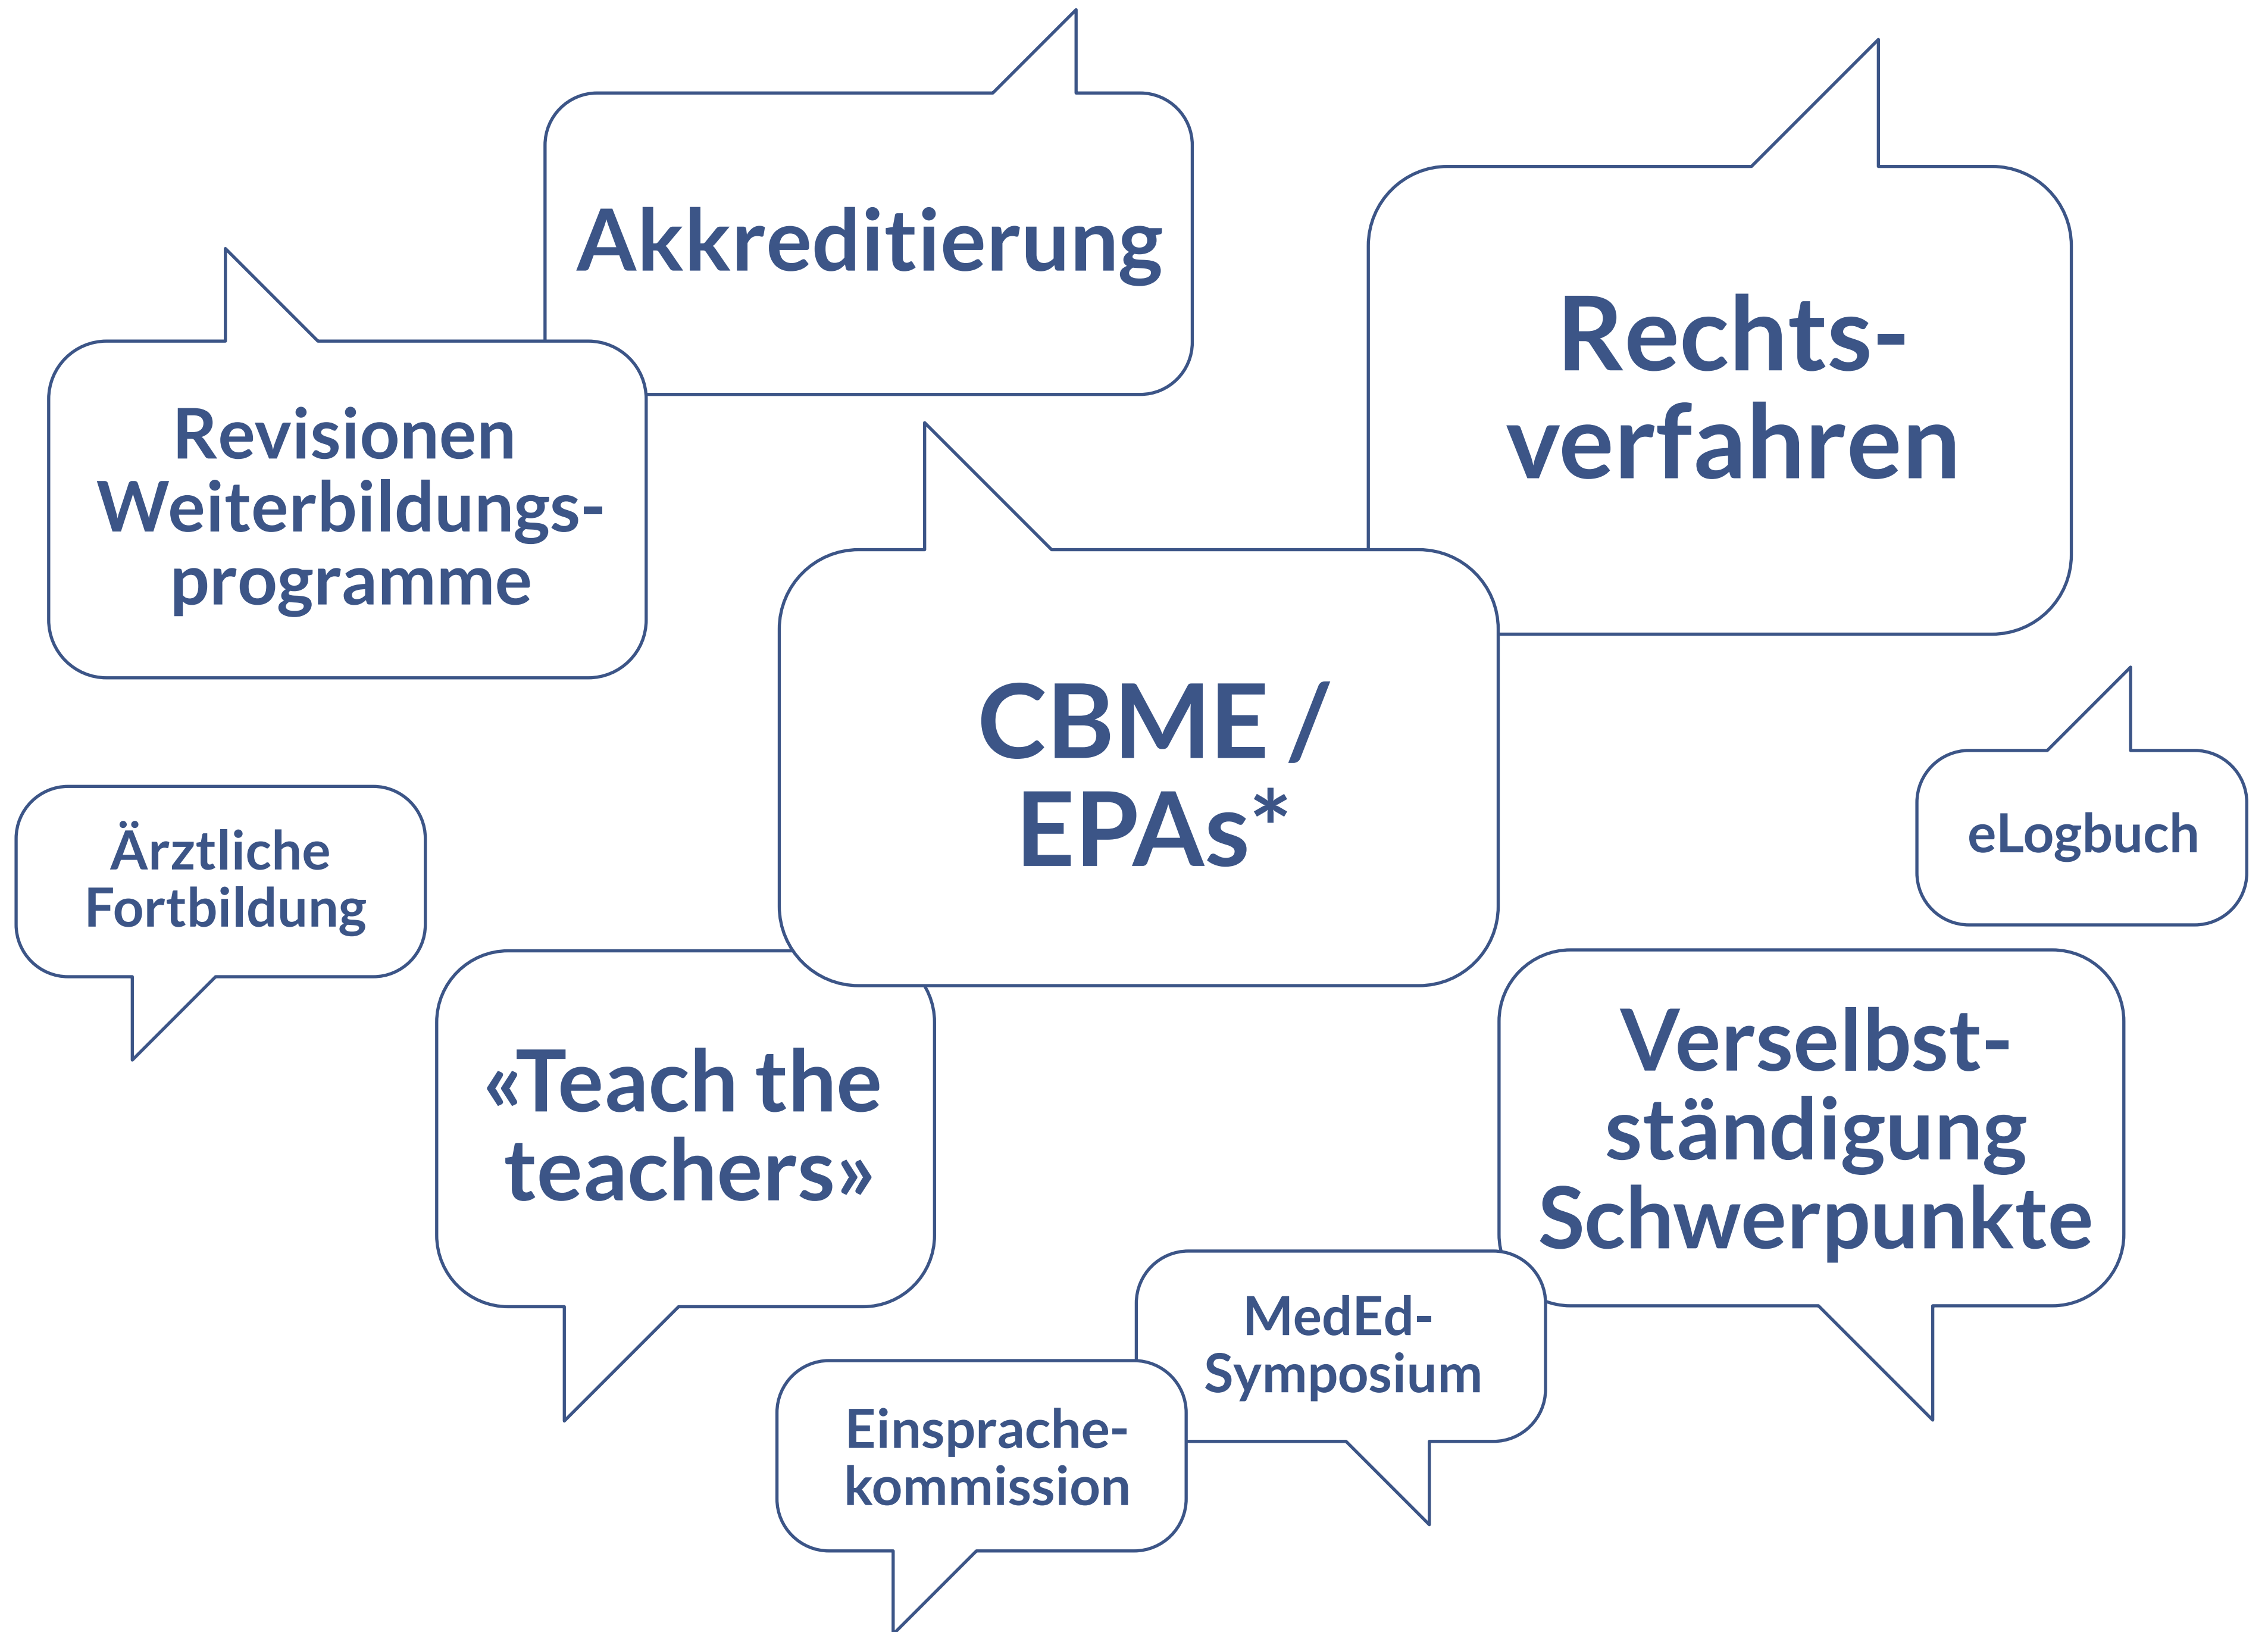 Akkreditierung
Rechts-
verfahren
Revisionen
Weiterbildungs-
programme
CBME /
EPAs*
eLogbuch
Ärztliche
Fortbildung
«Teach the
teachers»
Verselbst-
ständigung
Schwerpunkte
MedEd-
Symposium
Einsprache-
kommission